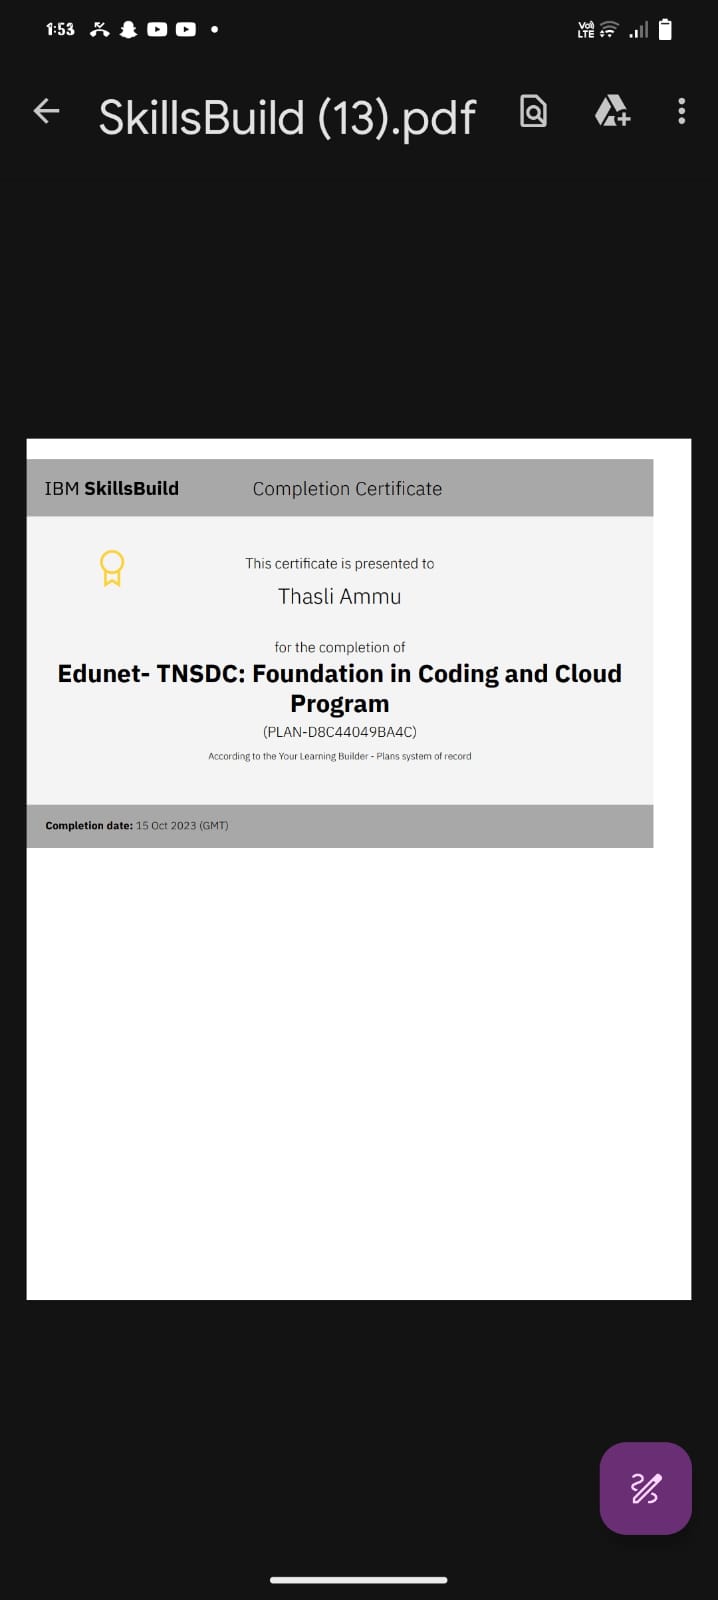 1:53
Vo)) LTE
SkillsBuild (13).pdf
IBM SkillsBuild
Completion Certificate
This certificate is presented to
Thasli Ammu
for the completion of
Edunet- TNSDC: Foundation in Coding and Cloud
Program
(PLAN-D8C44049BA4C)
According to the Your Learning Builder - Plans system of record
Completion date: 15 Oct 2023 (GMT)